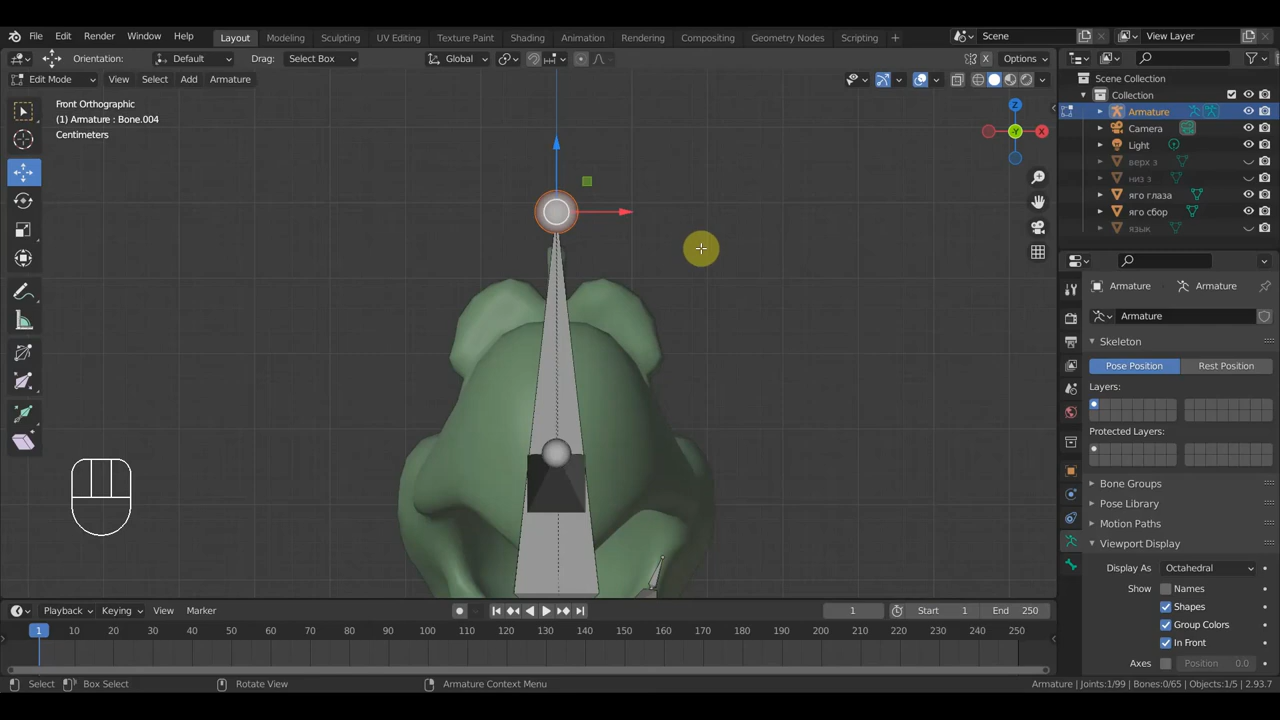 File Edit Render Window Help Layout Modeling Sculpting UV Editing Texture Paint Shading Animation Rendering Compositing Geometry Nodes Scripting + Scene View Layer
Orientation: Default Drag: Select Box Global Options
Edit Mode View Select Add Armature
Front Orthographic
(1) Armature : Bone.004
Centimeters
Z
-Y
X
Scene Collection
Collection
Armature
Camera
Light
верх з
низ з
яго глаза
яго сбор
язык
Armature Armature
Armature
Skeleton
Pose Position Rest Position
Layers:
Protected Layers:
Bone Groups
Pose Library
Motion Paths
Viewport Display
Display As Octahedral
Show Names
Shapes
Group Colors
In Front
Axes Position 0.0
Playback Keying View Marker 1 Start 1 End 250
1 10 20 30 40 50 60 70 80 90 100 110 120 130 140 150 160 170 180 190 200 210 220 230 240 250
Select Box Select Rotate View Armature Context Menu Armature | Joints:1/99 | Bones:0/65 | Objects:1/5 | 2.93.7